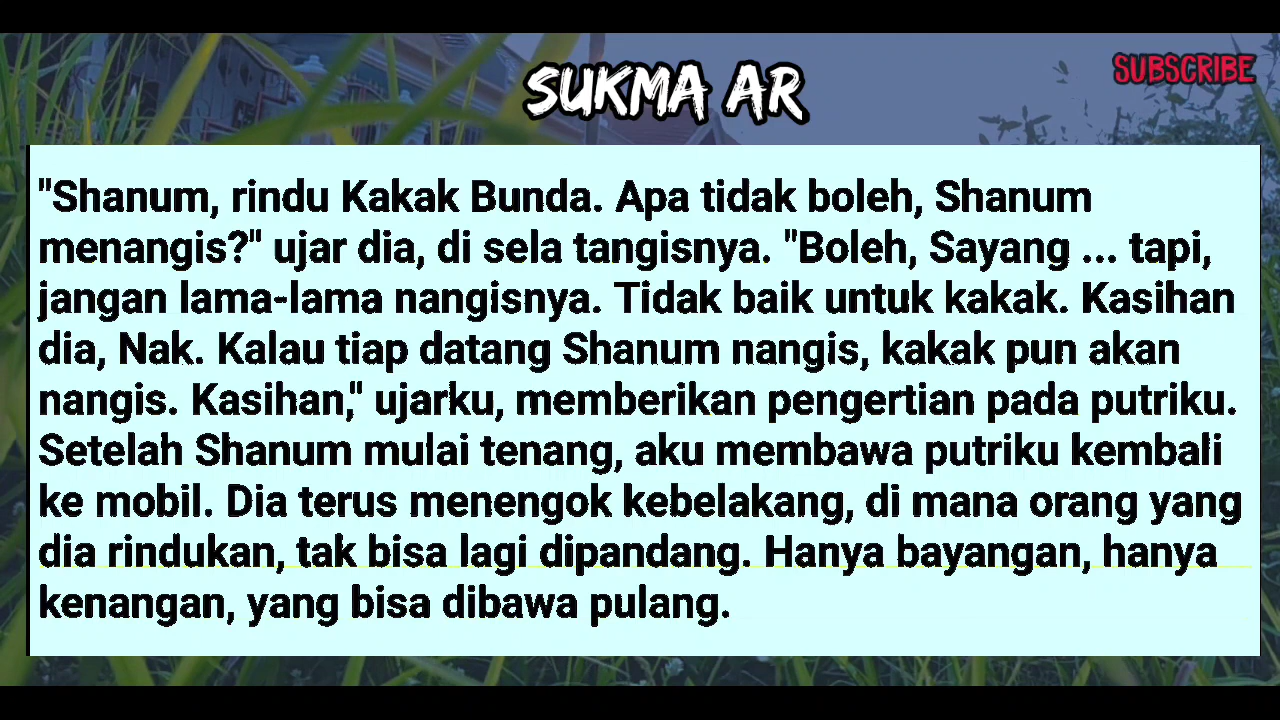 SUKMA AR
SUBSCRIBE
"Shanum, rindu Kakak Bunda. Apa tidak boleh, Shanum
menangis?" ujar dia, di sela tangisnya. "Boleh, Sayang ... tapi,
jangan lama-lama nangisnya. Tidak baik untuk kakak. Kasihan
dia, Nak. Kalau tiap datang Shanum nangis, kakak pun akan
nangis. Kasihan," ujarku, memberikan pengertian pada putriku.
Setelah Shanum mulai tenang, aku membawa putriku kembali
ke mobil. Dia terus menengok kebelakang, di mana orang yang
dia rindukan, tak bisa lagi dipandang. Hanya bayangan, hanya
kenangan, yang bisa dibawa pulang.